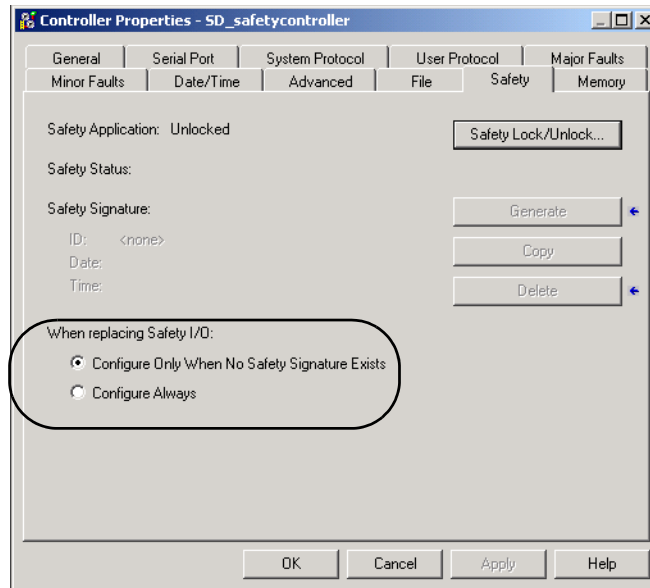 Controller Properties - SD_safetycontroller
General Serial Port System Protocol User Protocol Major Faults
Minor Faults Date/Time Advanced File Safety Memory
Safety Application: Unlocked
Safety Lock/Unlock...
Safety Status:
Safety Signature:
Generate
ID: <none>
Copy
Date:
Time:
Delete
When replacing Safety I/O:
Configure Only When No Safety Signature Exists
Configure Always
OK Cancel Apply Help